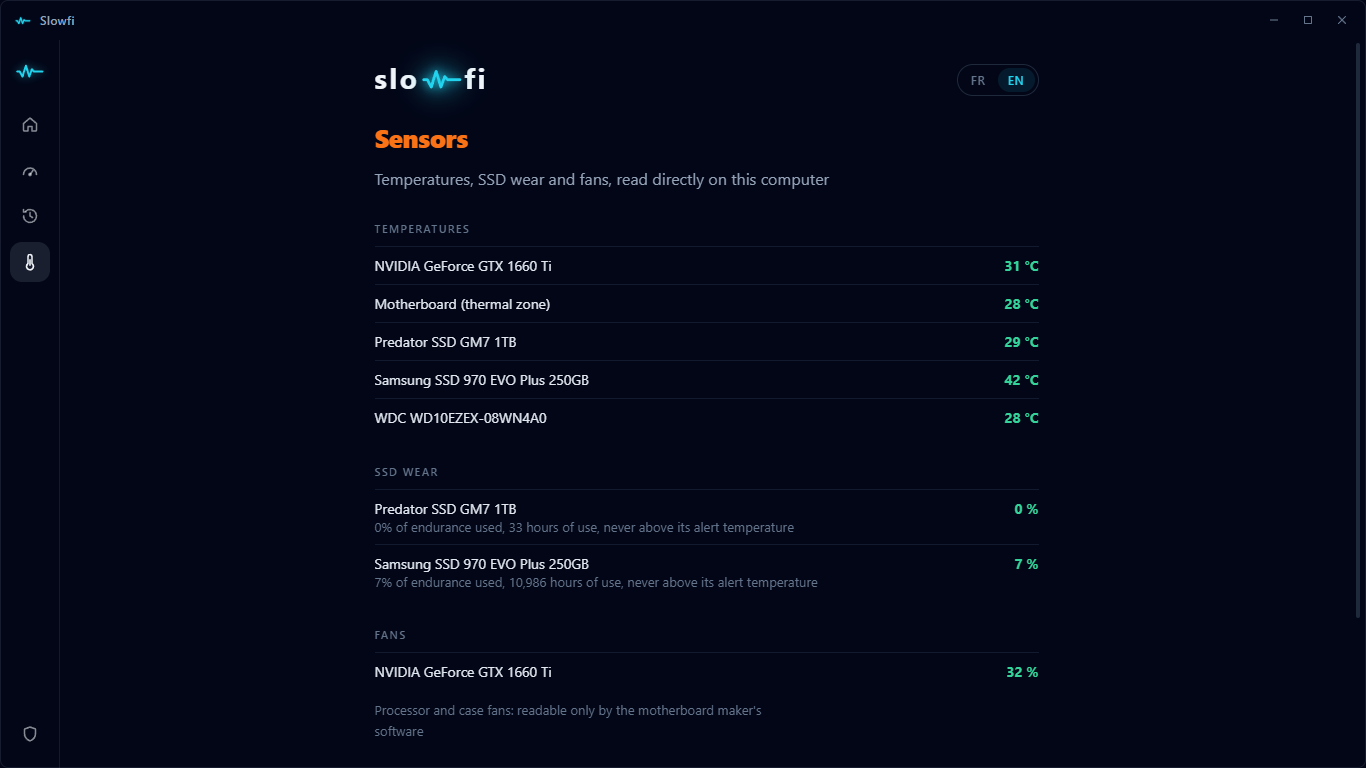 Slowfi
slo fi
FR EN
Sensors
Temperatures, SSD wear and fans, read directly on this computer
TEMPERATURES
NVIDIA GeForce GTX 1660 Ti 31 °C
Motherboard (thermal zone) 28 °C
Predator SSD GM7 1TB 29 °C
Samsung SSD 970 EVO Plus 250GB 42 °C
WDC WD10EZEX-08WN4A0 28 °C
SSD WEAR
Predator SSD GM7 1TB 0 %
0% of endurance used, 33 hours of use, never above its alert temperature
Samsung SSD 970 EVO Plus 250GB 7 %
7% of endurance used, 10,986 hours of use, never above its alert temperature
FANS
NVIDIA GeForce GTX 1660 Ti 32 %
Processor and case fans: readable only by the motherboard maker's
software